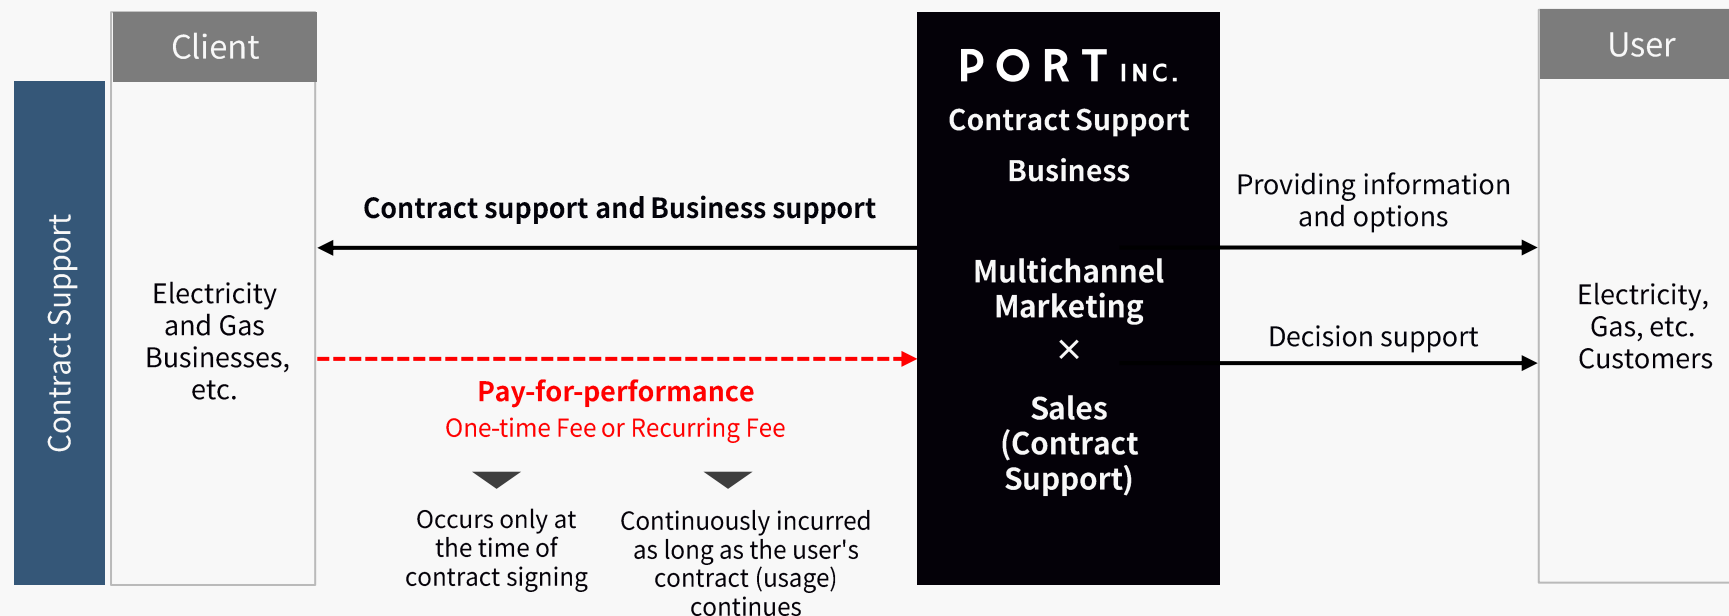 Client
PORT INC.
User
Contract Support
Contract Support
Business
Contract support and Business support
Providing information
and options
Electricity
and Gas
Businesses,
etc.
Multichannel
Marketing
×
Sales
(Contract
Support)
Decision support
Electricity,
Gas, etc.
Customers
Pay-for-performance
One-time Fee or Recurring Fee
Occurs only at
the time of
contract signing
Continuously incurred
as long as the user's
contract (usage)
continues